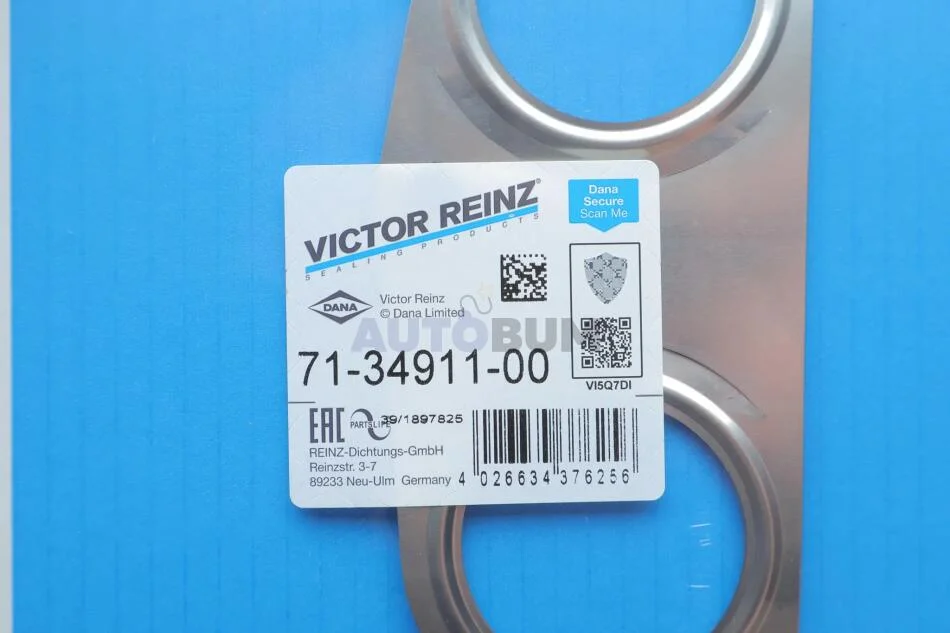 VICTOR REINZ®
SEALING PRODUCTS
Dana
Secure
Scan Me
DANA
Victor Reinz
© Dana Limited
AUTOBUM
71-34911-00
VI5Q7DI
EAC
PARTSLIFE
39/1897825
REINZ-Dichtungs-GmbH
Reinzstr. 3-7
89233 Neu-Ulm Germany
4 026634 376256